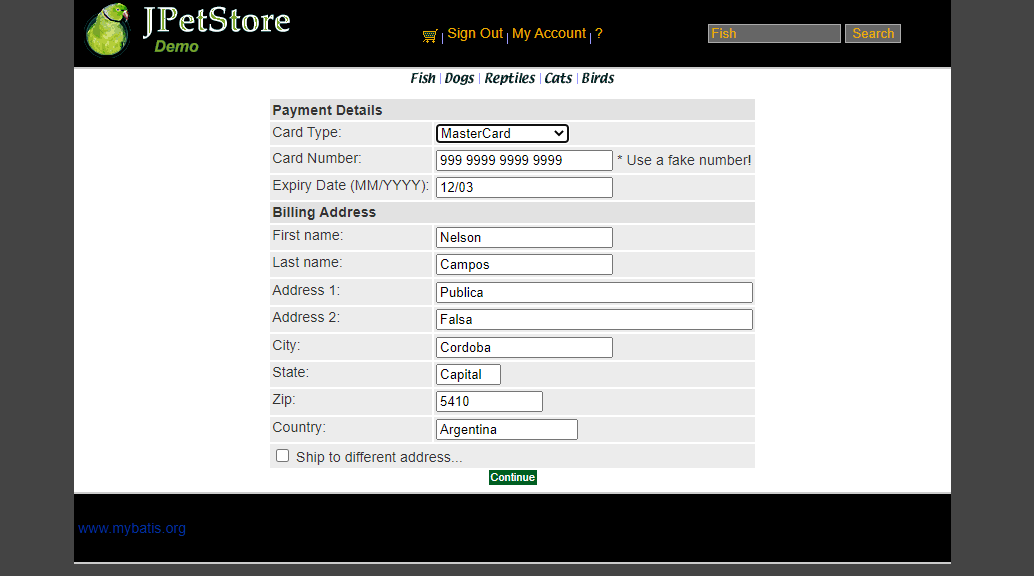 JPetStore
Demo
Sign Out | My Account | ?
Fish Search
Fish | Dogs | Reptiles | Cats | Birds
Payment Details
Card Type: MasterCard
Card Number: 999 9999 9999 9999 * Use a fake number!
Expiry Date (MM/YYYY): 12/03
Billing Address
First name: Nelson
Last name: Campos
Address 1: Publica
Address 2: Falsa
City: Cordoba
State: Capital
Zip: 5410
Country: Argentina
Ship to different address...
Continue
www.mybatis.org